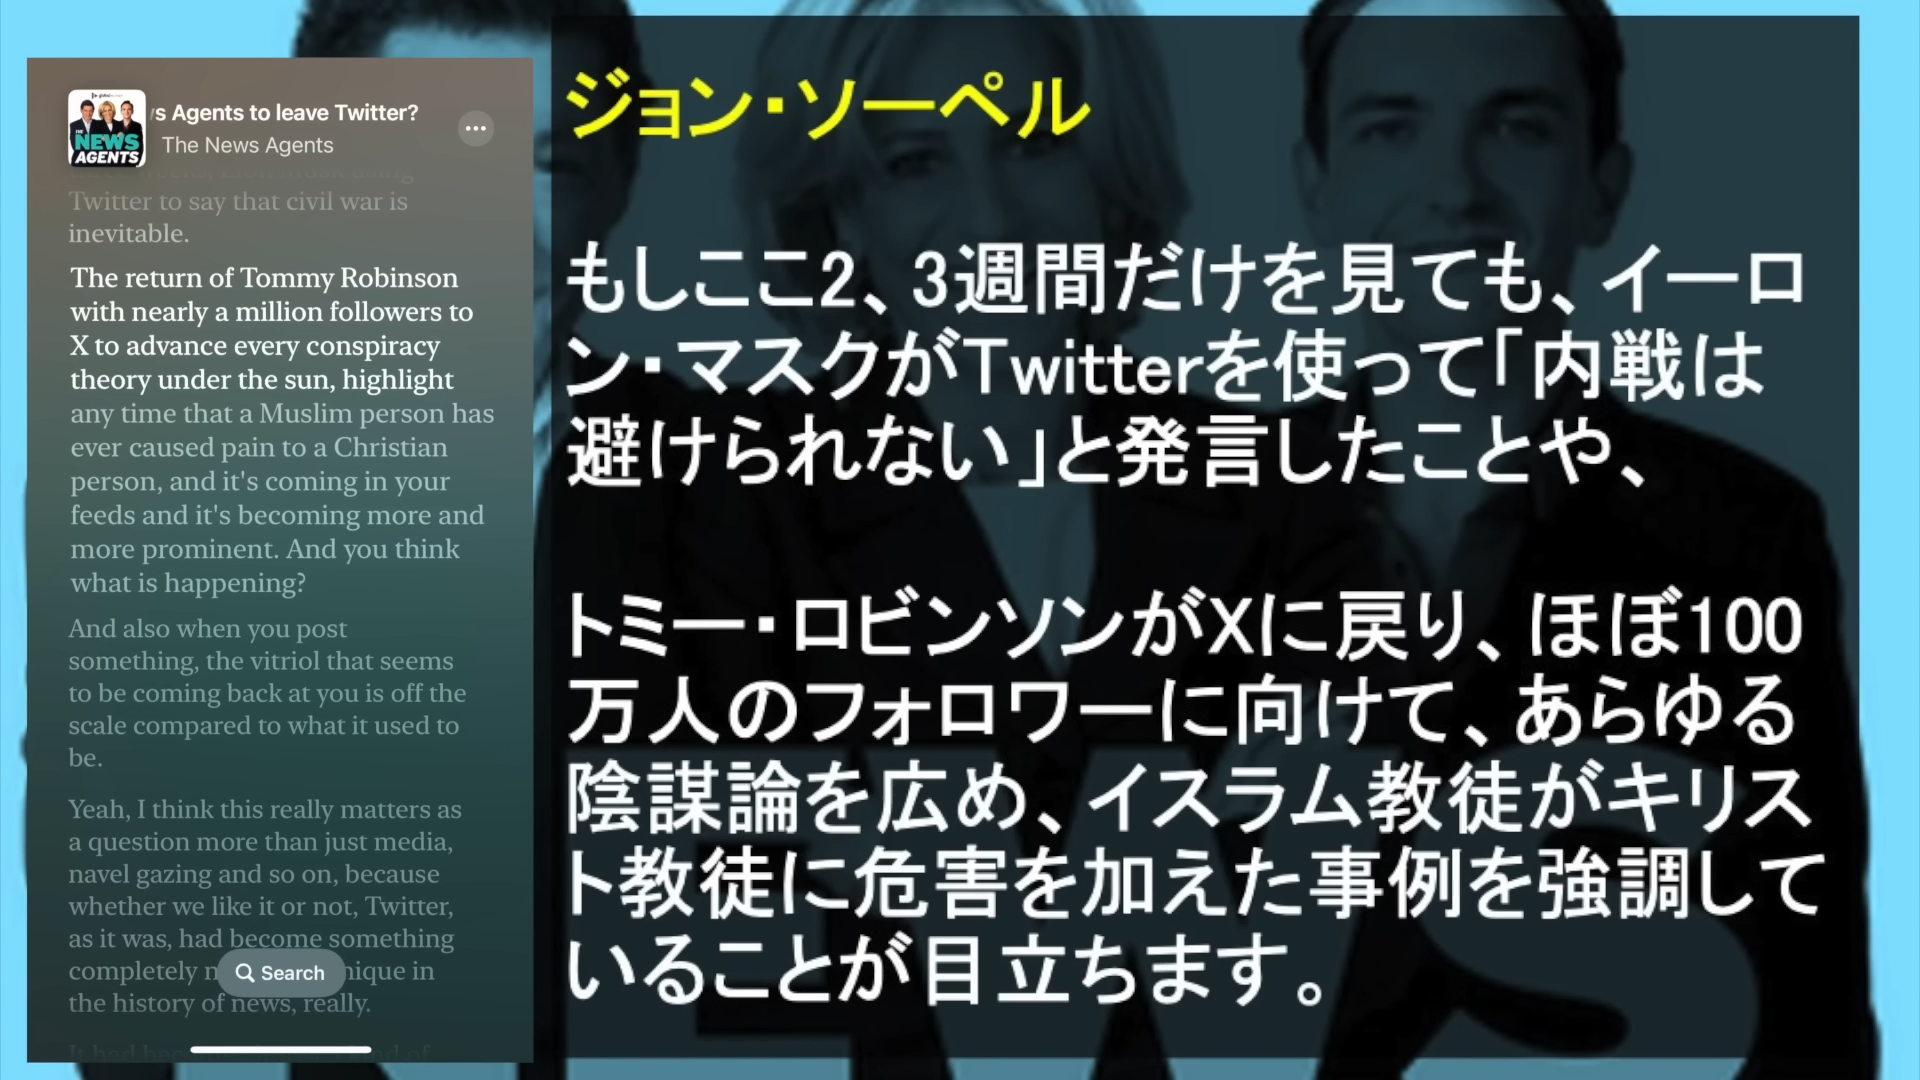 s Agents to leave Twitter?
The News Agents
THE
NEWS
AGENTS
Twitter to say that civil war is
inevitable.
The return of Tommy Robinson
with nearly a million followers to
X to advance every conspiracy
theory under the sun, highlight
any time that a Muslim person has
ever caused pain to a Christian
person, and it's coming in your
feeds and it's becoming more and
more prominent. And you think
what is happening?
And also when you post
something, the vitriol that seems
to be coming back at you is off the
scale compared to what it used to
be.
Yeah, I think this really matters as
a question more than just media,
navel gazing and so on, because
whether we like it or not, Twitter,
as it was, had become something
completely nique in
the history of news, really.
Search
ジョン・ソーペル
もしここ2、3週間だけを見ても、イーロ
ン・マスクがTwitterを使って「内戦は
避けられない」と発言したことや、
トミー・ロビンソンがXに戻り、ほぼ100
万人のフォロワーに向けて、あらゆる
陰謀論を広め、イスラム教徒がキリス
ト教徒に危害を加えた事例を強調して
いることが目立ちます。